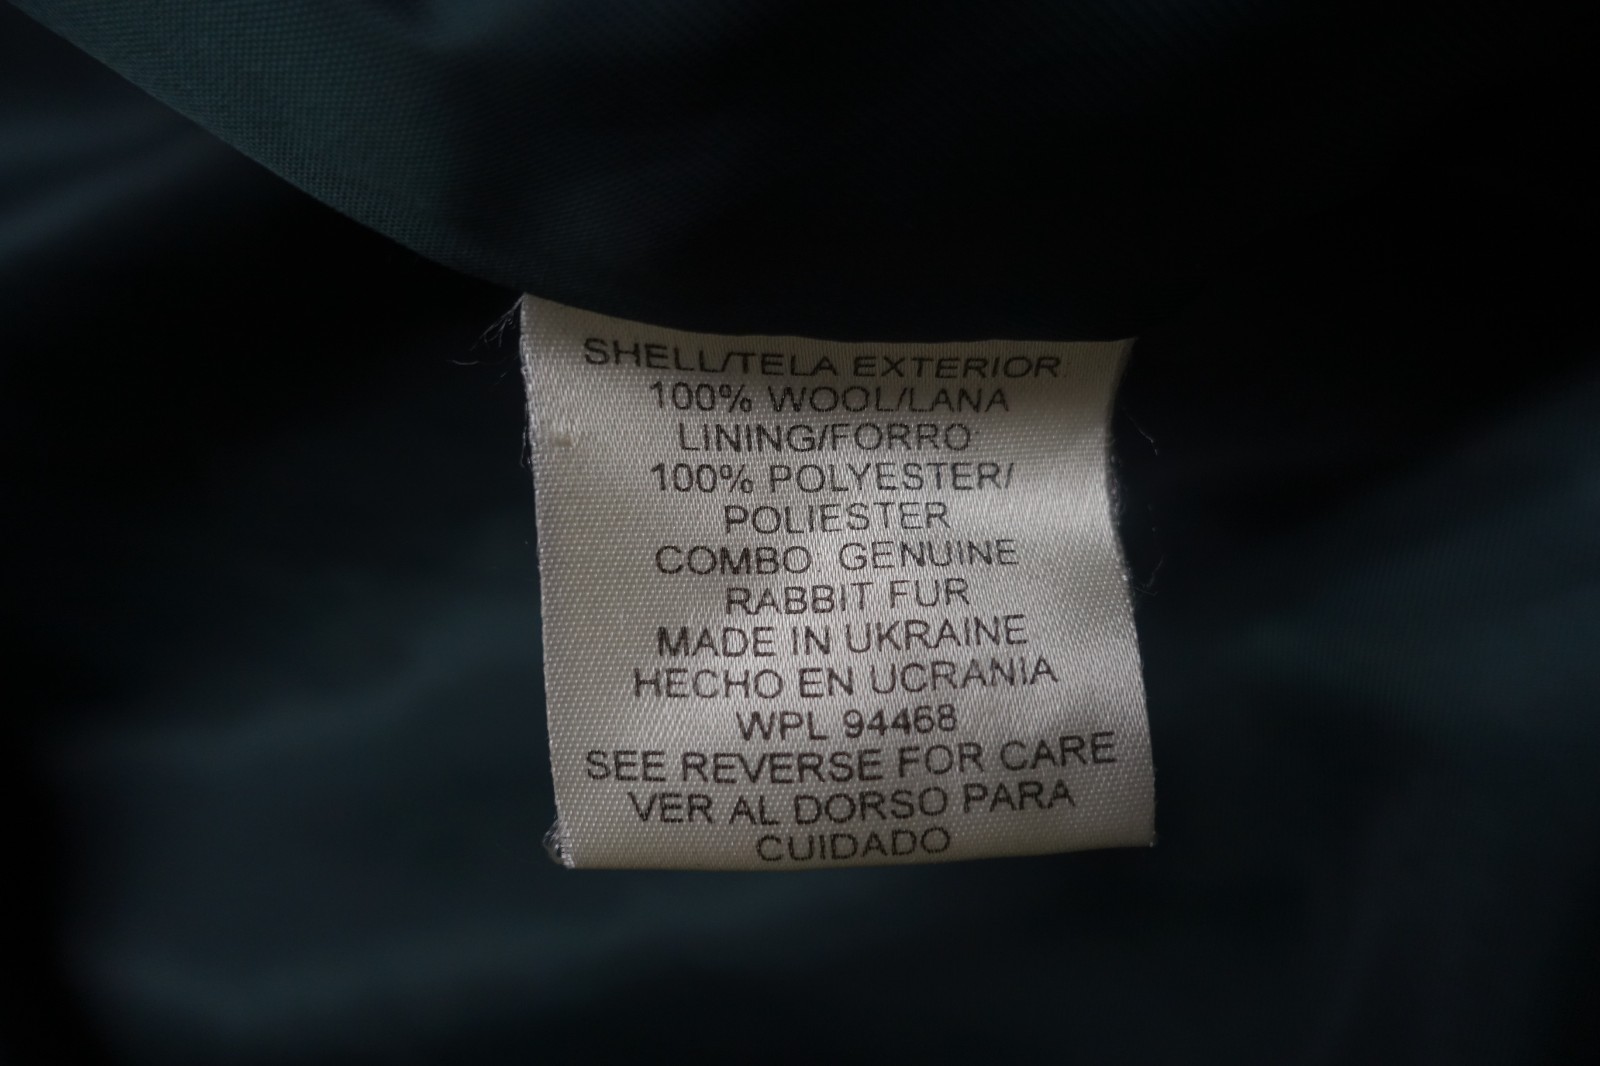 SHELL/TELA EXTERIOR
100% WOOL/LANA
LINING/FORRO
100% POLYESTER/
POLIESTER
COMBO GENUINE
RABBIT FUR
MADE IN UKRAINE
HECHO EN UCRANIA
WPL 94468
SEE REVERSE FOR CARE
VER AL DORSO PARA
CUIDADO